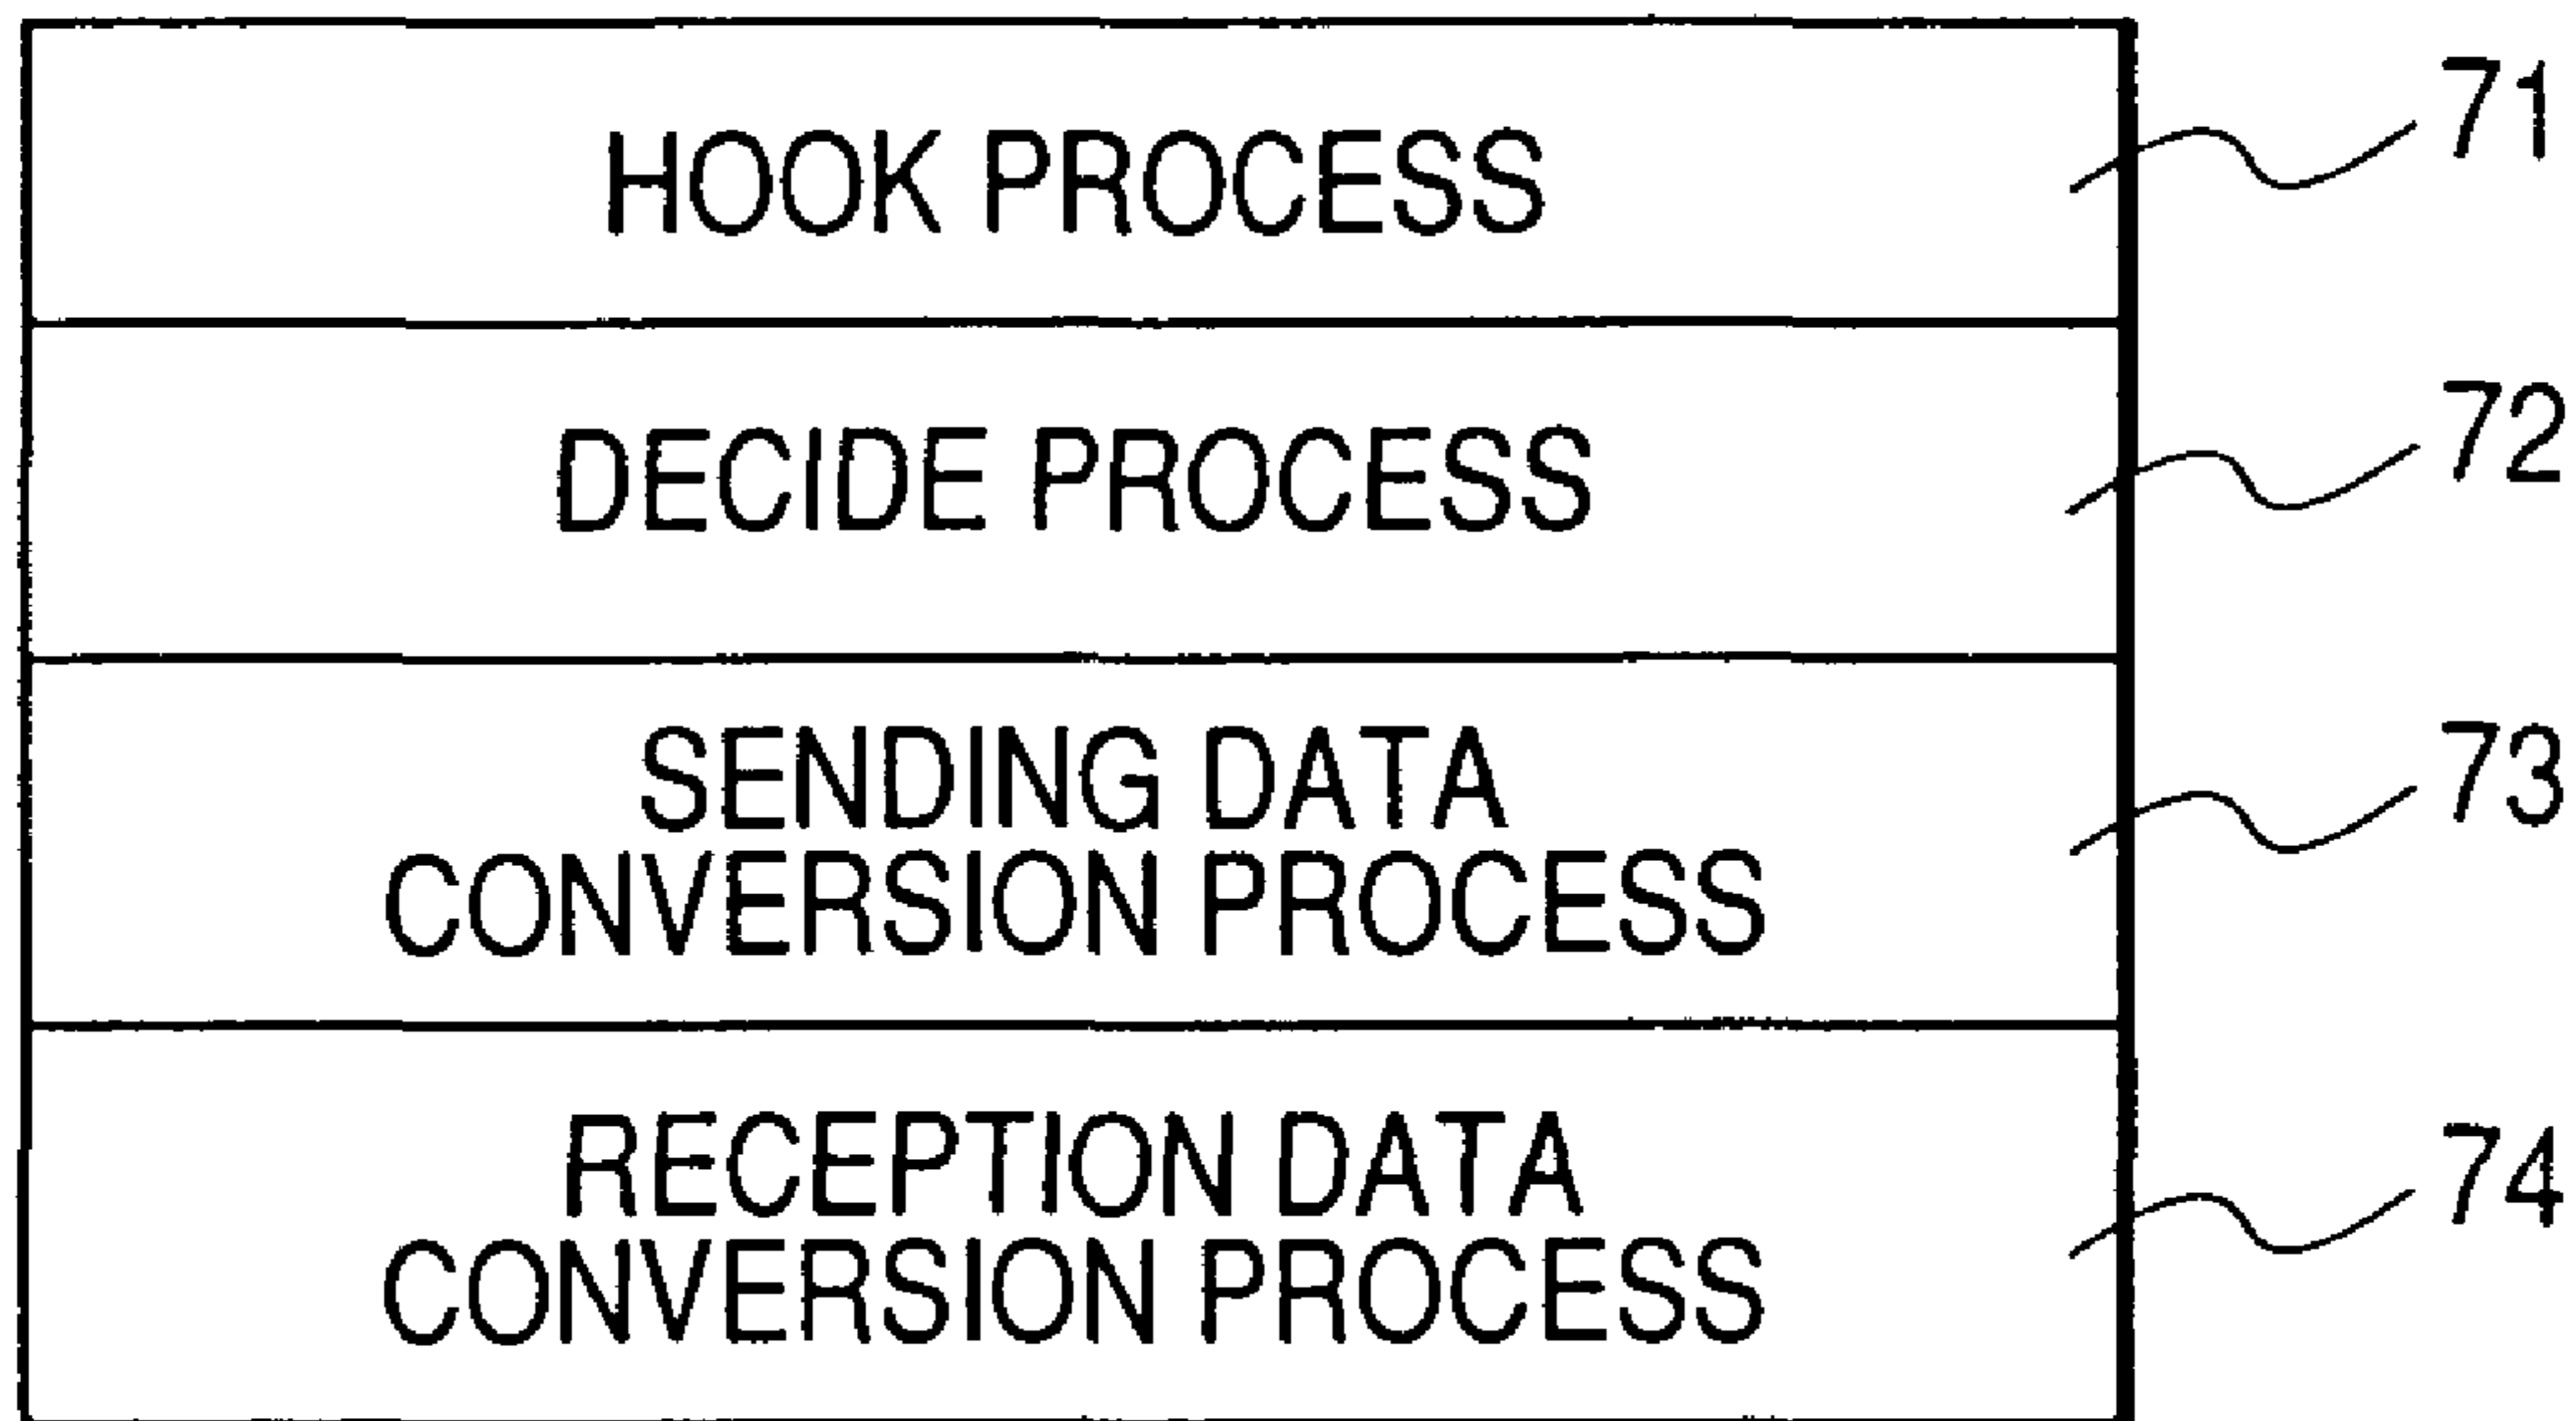 HOOK PROCESS
71
DECIDE PROCESS
72
SENDING DATA
CONVERSION PROCESS
73
RECEPTION DATA
CONVERSION PROCESS
74